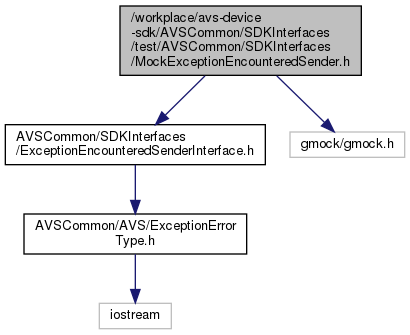 /workplace/avs-device
-sdk/AVSCommon/SDKInterfaces
/test/AVSCommon/SDKInterfaces
/MockExceptionEncounteredSender.h
AVSCommon/SDKInterfaces
/ExceptionEncounteredSenderInterface.h
gmock/gmock.h
AVSCommon/AVS/ExceptionError
Type.h
iostream